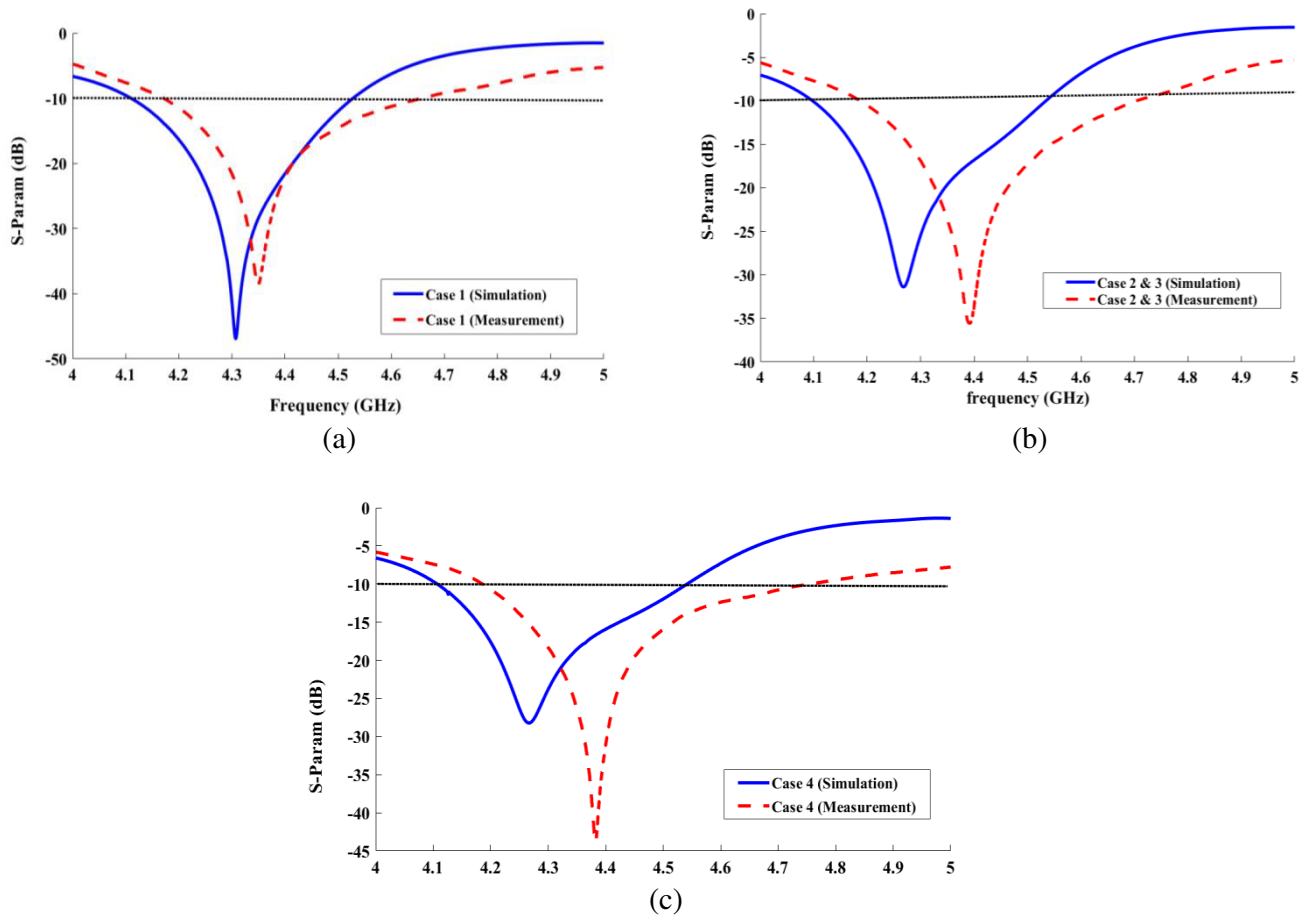 0
-10
-20
-30
-40
-50
S-Param (dB)
4 4.1 4.2 4.3 4.4 4.5 4.6 4.7 4.8 4.9 5
Frequency (GHz)
Case 1 (Simulation)
Case 1 (Measurement)
(a)
0
-5
-10
-15
-20
-25
-30
-35
-40
S-Param (dB)
4 4.1 4.2 4.3 4.4 4.5 4.6 4.7 4.8 4.9 5
frequency (GHz)
Case 2 & 3 (Simulation)
Case 2 & 3 (Measurement)
(b)
0
-5
-10
-15
-20
-25
-30
-35
-40
-45
S-Param (dB)
4 4.1 4.2 4.3 4.4 4.5 4.6 4.7 4.8 4.9 5
Case 4 (Simulation)
Case 4 (Measurement)
(c)